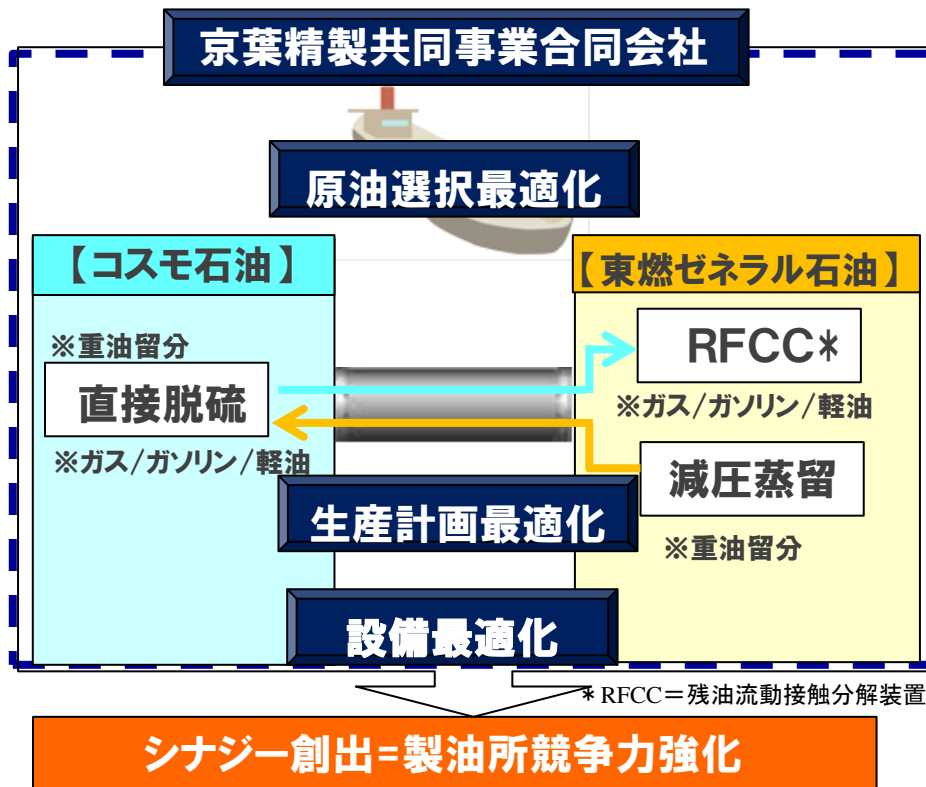 京葉精製共同事業合同会社
原油選択最適化
【コスモ石油】
※重油留分
直接脱硫
※ガス/ガソリン/軽油
【東燃ゼネラル石油】
RFCC*
※ガス/ガソリン/軽油
減圧蒸留
※重油留分
生産計画最適化
設備最適化
* RFCC＝残油流動接触分解装置
シナジー創出=製油所競争力強化